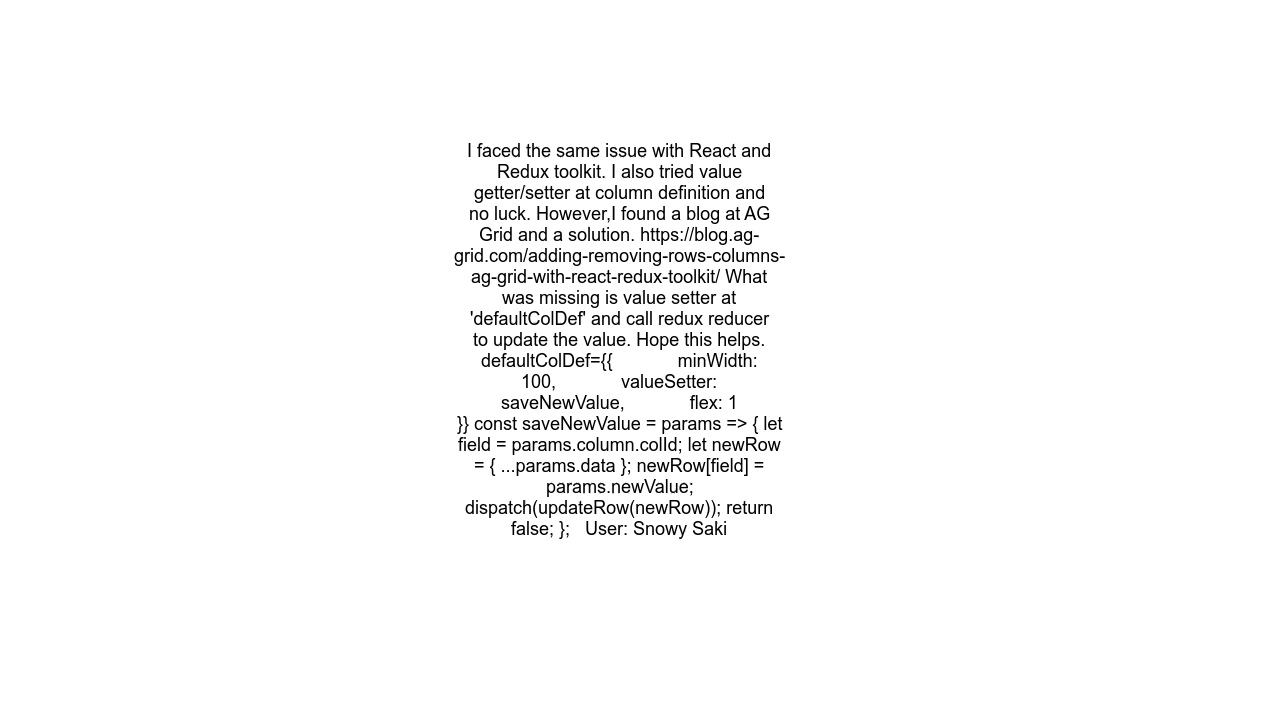 I faced the same issue with React and
Redux toolkit. I also tried value
getter/setter at column definition and
no luck. However,I found a blog at AG
Grid and a solution. https://blog.ag-
grid.com/adding-removing-rows-columns-
ag-grid-with-react-redux-toolkit/ What
was missing is value setter at
'defaultColDef' and call redux reducer
to update the value. Hope this helps.
defaultColDef={{             minWidth:
100,             valueSetter:
saveNewValue,             flex: 1
}} const saveNewValue = params => { let
field = params.column.colId; let newRow
= { ...params.data }; newRow[field] =
params.newValue;
dispatch(updateRow(newRow)); return
false; };   User: Snowy Saki